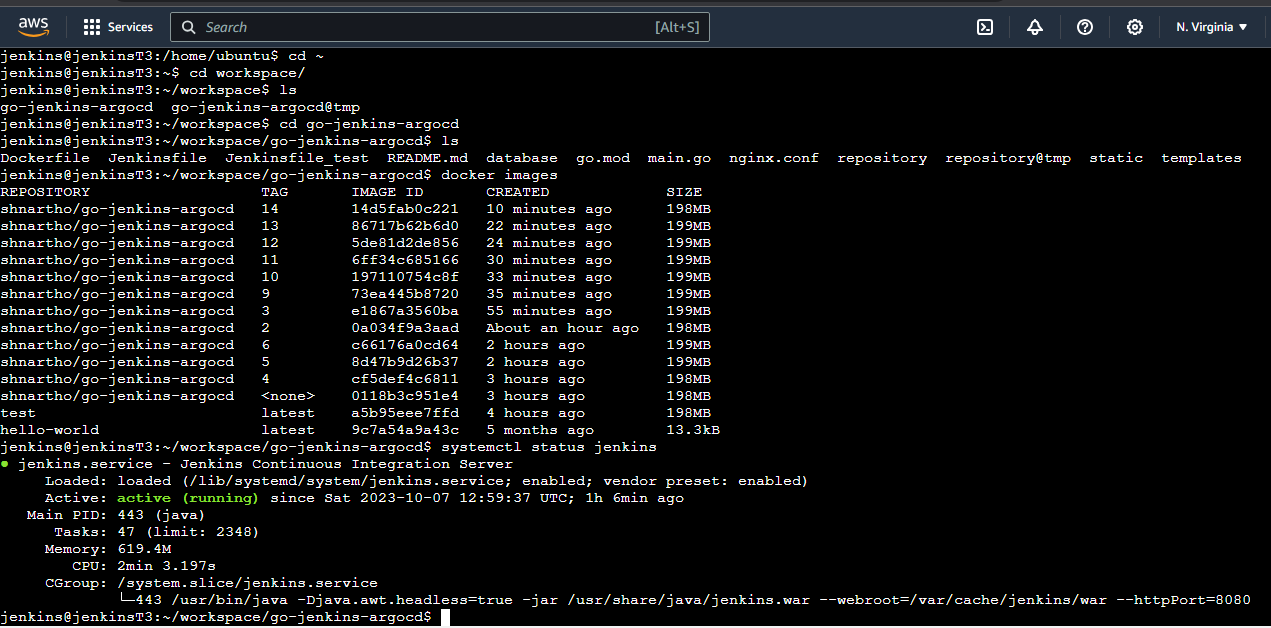 aws Services Search [Alt+S] N. Virginia
jenkins@jenkinsT3:/home/ubuntu$ cd ~
jenkins@jenkinsT3:~$ cd workspace/
jenkins@jenkinsT3:~/workspace$ ls
go-jenkins-argocd  go-jenkins-argocd@tmp
jenkins@jenkinsT3:~/workspace$ cd go-jenkins-argocd
jenkins@jenkinsT3:~/workspace/go-jenkins-argocd$ ls
Dockerfile  Jenkinsfile  Jenkinsfile_test  README.md  database  go.mod  main.go  nginx.conf  repository  repository@tmp  static  templates
jenkins@jenkinsT3:~/workspace/go-jenkins-argocd$ docker images
REPOSITORY                   TAG       IMAGE ID       CREATED             SIZE
shnartho/go-jenkins-argocd   14        14d5fab0c221   10 minutes ago      198MB
shnartho/go-jenkins-argocd   13        86717b62b6d0   22 minutes ago      199MB
shnartho/go-jenkins-argocd   12        5de81d2de856   24 minutes ago      199MB
shnartho/go-jenkins-argocd   11        6ff34c685166   30 minutes ago      199MB
shnartho/go-jenkins-argocd   10        197110754c8f   33 minutes ago      199MB
shnartho/go-jenkins-argocd   9         73ea445b8720   35 minutes ago      199MB
shnartho/go-jenkins-argocd   3         e1867a3560ba   55 minutes ago      199MB
shnartho/go-jenkins-argocd   2         0a034f9a3aad   About an hour ago   198MB
shnartho/go-jenkins-argocd   6         c66176a0cd64   2 hours ago         199MB
shnartho/go-jenkins-argocd   5         8d47b9d26b37   2 hours ago         199MB
shnartho/go-jenkins-argocd   4         cf5def4c6811   3 hours ago         198MB
shnartho/go-jenkins-argocd   <none>    0118b3c951e4   3 hours ago         198MB
test                         latest    a5b95eee7ffd   4 hours ago         198MB
hello-world                  latest    9c7a54a9a43c   5 months ago        13.3kB
jenkins@jenkinsT3:~/workspace/go-jenkins-argocd$ systemctl status jenkins
● jenkins.service - Jenkins Continuous Integration Server
     Loaded: loaded (/lib/systemd/system/jenkins.service; enabled; vendor preset: enabled)
     Active: active (running) since Sat 2023-10-07 12:59:37 UTC; 1h 6min ago
   Main PID: 443 (java)
      Tasks: 47 (limit: 2348)
     Memory: 619.4M
        CPU: 2min 3.197s
     CGroup: /system.slice/jenkins.service
             └─443 /usr/bin/java -Djava.awt.headless=true -jar /usr/share/java/jenkins.war --webroot=/var/cache/jenkins/war --httpPort=8080
jenkins@jenkinsT3:~/workspace/go-jenkins-argocd$